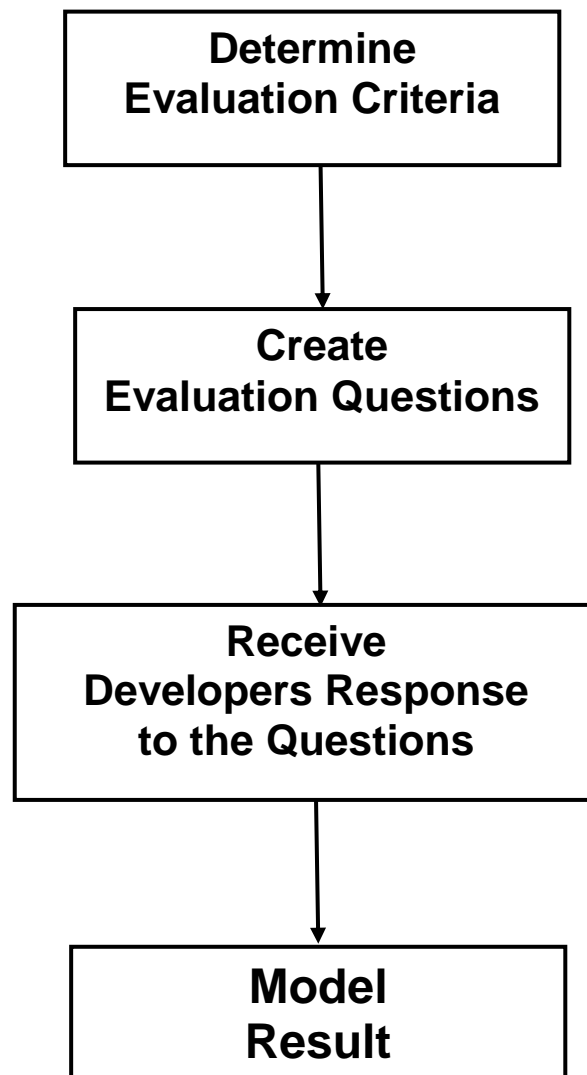 Determine
Evaluation Criteria
Create
Evaluation Questions
Receive
Developers Response
to the Questions
Model
Result